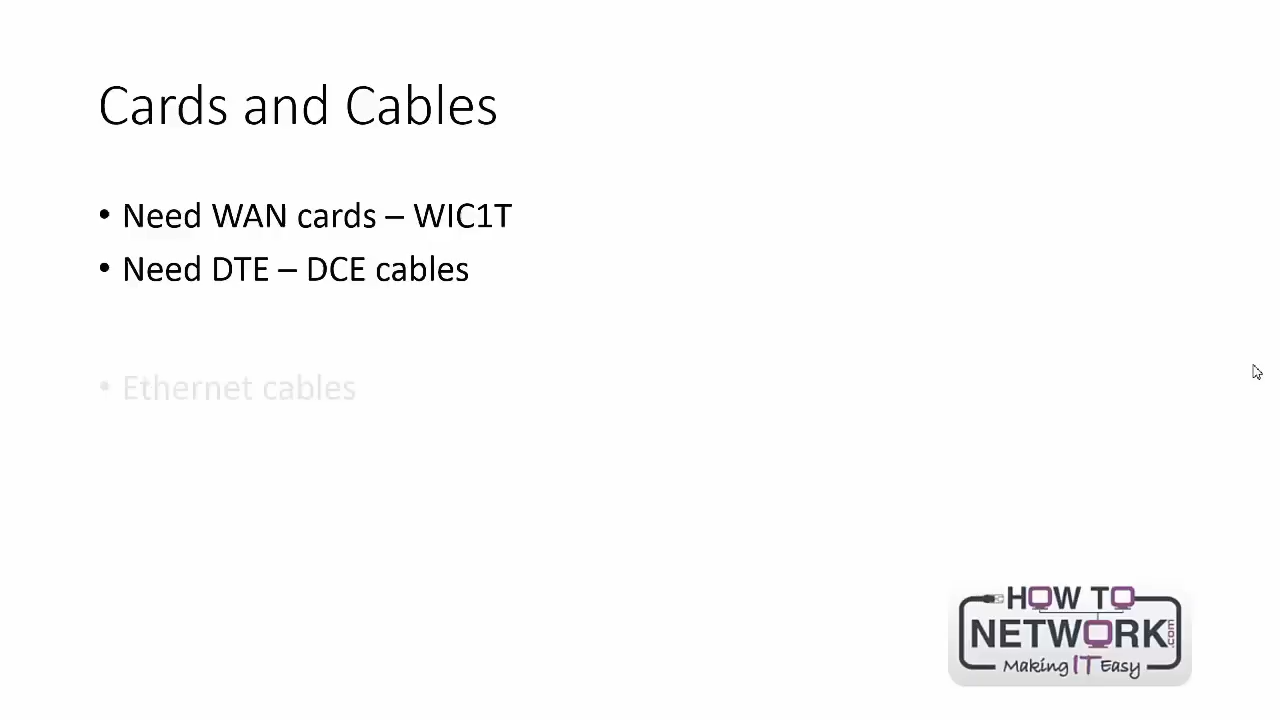 Cards and Cables
• Need WAN cards – WIC1T
• Need DTE – DCE cables
• Ethernet cables
HOW TO
NETWORK.com
Making IT Easy